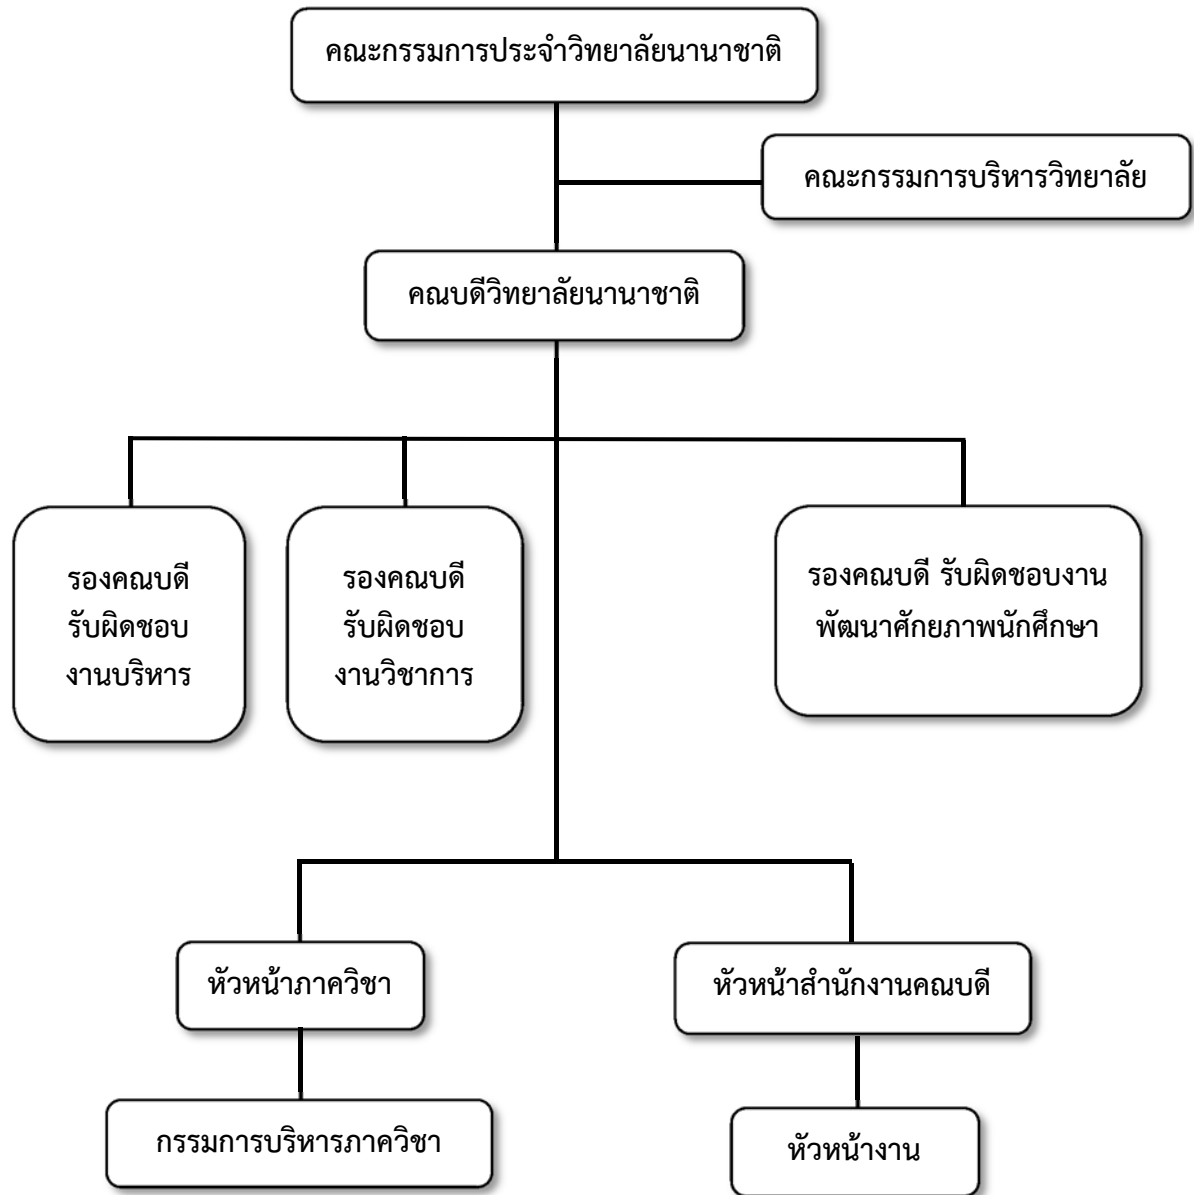 คณะกรรมการประจำวิทยาลัยนานาชาติ
คณะกรรมการบริหารวิทยาลัย
คณบดีวิทยาลัยนานาชาติ
รองคณบดี
รับผิดชอบ
งานบริหาร
รองคณบดี
รับผิดชอบ
งานวิชาการ
รองคณบดี รับผิดชอบงาน
พัฒนาศักยภาพนักศึกษา
หัวหน้าภาควิชา
หัวหน้าสำนักงานคณบดี
กรรมการบริหารภาควิชา
หัวหน้างาน